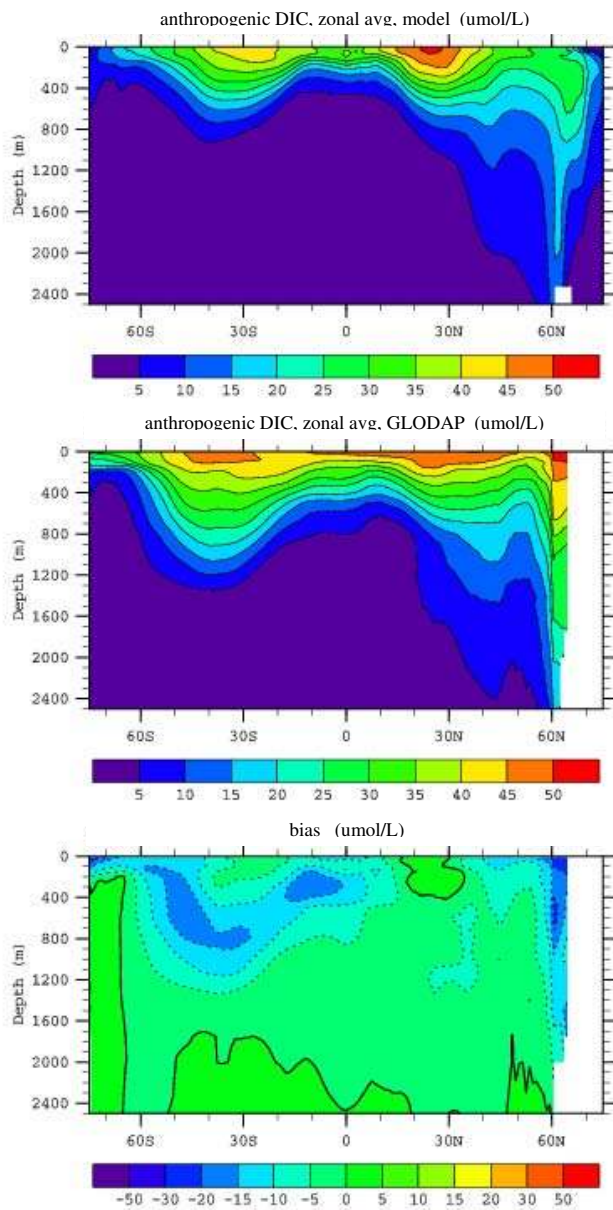 anthropogenic DIC, zonal avg, model (umol/L)
0
400
800
1200
1600
2000
2400
Depth (m)
60S 30S 0 30N 60N
5 10 15 20 25 30 35 40 45 50
anthropogenic DIC, zonal avg, GLODAP (umol/L)
0
400
800
1200
1600
2000
2400
Depth (m)
60S 30S 0 30N 60N
5 10 15 20 25 30 35 40 45 50
bias (umol/L)
0
400
800
1200
1600
2000
2400
Depth (m)
60S 30S 0 30N 60N
-50 -30 -20 -15 -10 -5 0 5 10 15 20 30 50